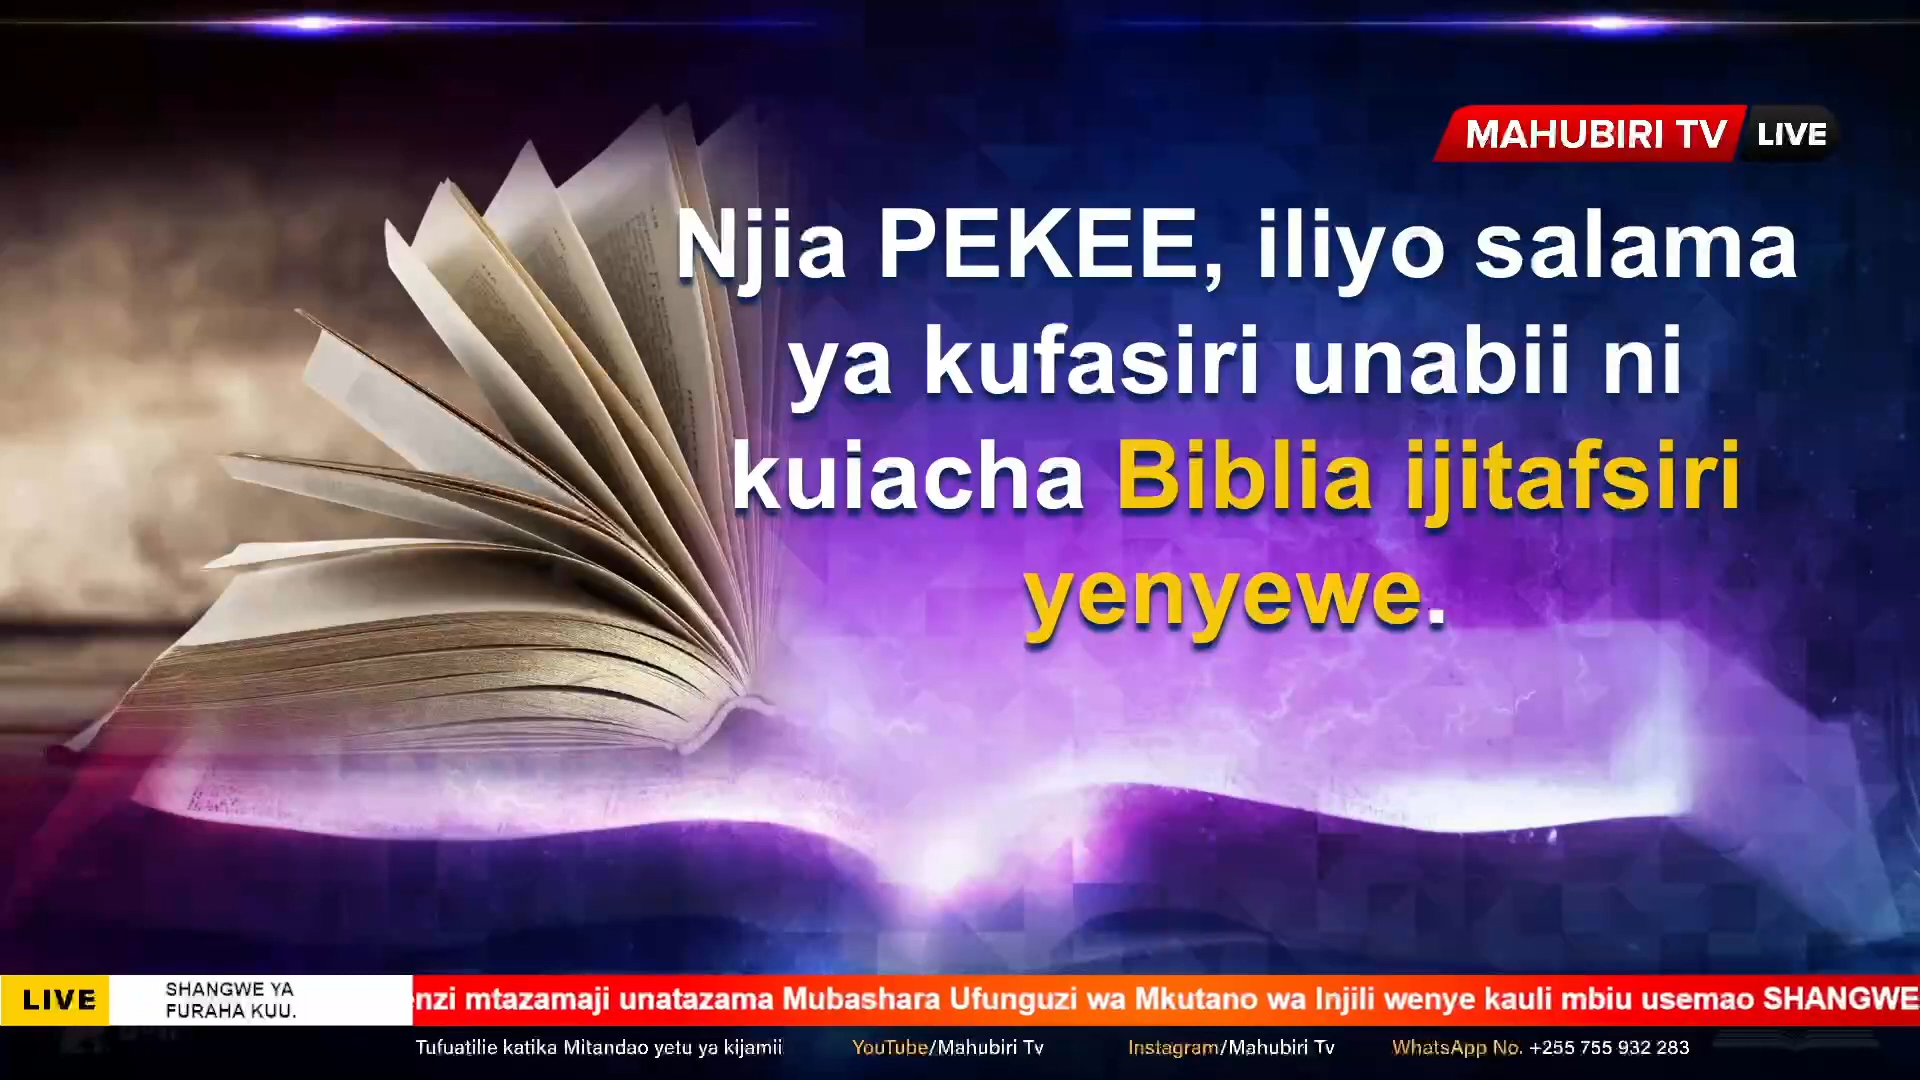 MAHUBIRI TV LIVE
Njia PEKEE, iliyo salama
ya kufasiri unabii ni
kuiacha Biblia ijitafsiri
yenyewe.
LIVE
SHANGWE YA
FURAHA KUU.
mtazamaji unatazama Mubashara Ufunguzi wa Mkutano wa Injili wenye kauli mbiu usemao SHANGWE
Tufuatilie katika Mitandao yetu ya kijamii YouTube/Mahubiri Tv Instagram/Mahubiri Tv WhatsApp No. +255 755 932 283